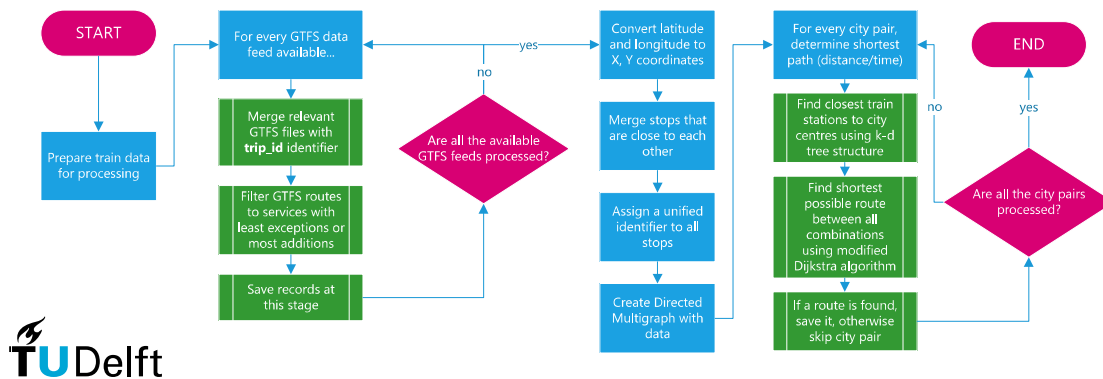 START
Prepare train data
for processing
For every GTFS data
feed available...
Merge relevant
GTFS files with
trip_id identifier
Filter GTFS routes
to services with
least exceptions or
most additions
Save records at
this stage
no
yes
Are all the available
GTFS feeds processed?
Convert latitude
and longitude to
X, Y coordinates
Merge stops that
are close to each
other
Assign a unified
identifier to all
stops
Create Directed
Multigraph with
data
For every city pair,
determine shortest
path (distance/time)
Find closest train
stations to city
centres using k-d
tree structure
Find shortest
possible route
between all
combinations
using modified
Dijkstra algorithm
If a route is found,
save it, otherwise
skip city pair
no
yes
Are all the city pairs
processed?
END
TU Delft